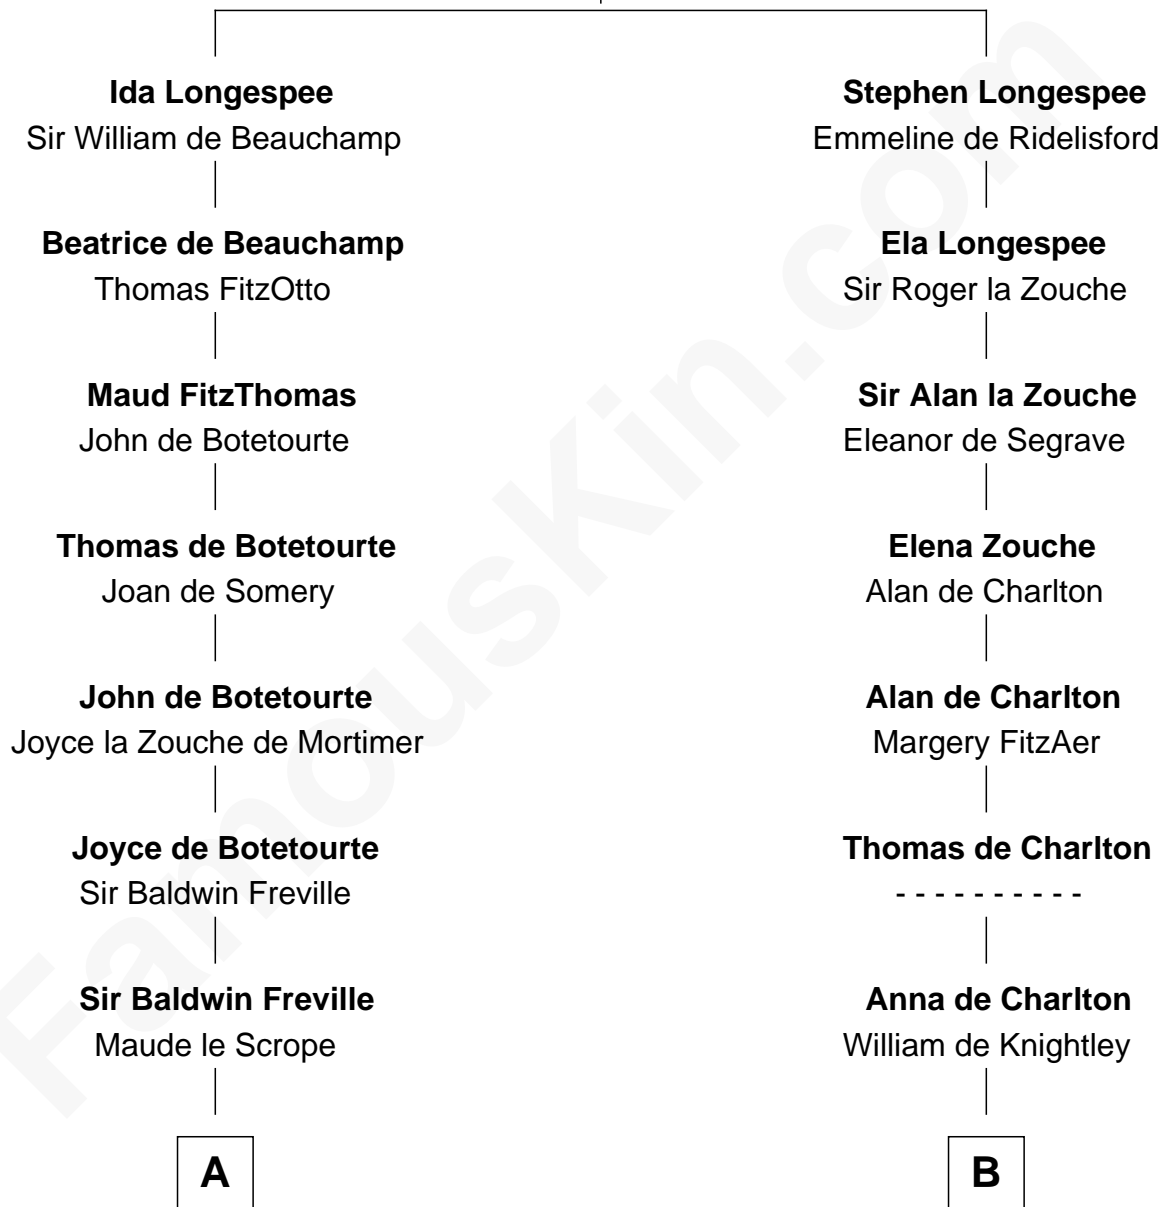 Ida Longespee
Sir William de Beauchamp
Beatrice de Beauchamp
Thomas FitzOtto
Maud FitzThomas
John de Botetourte
Thomas de Botetourte
Joan de Somery
John de Botetourte
Joyce la Zouche de Mortimer
Joyce de Botetourte
Sir Baldwin Freville
Sir Baldwin Freville
Maude le Scrope
A
Stephen Longespee
Emmeline de Ridelisford
Ela Longespee
Sir Roger la Zouche
Sir Alan la Zouche
Eleanor de Segrave
Elena Zouche
Alan de Charlton
Alan de Charlton
Margery FitzAer
Thomas de Charlton
- - - - - - - - - -
Anna de Charlton
William de Knightley
B
FamousKin.com